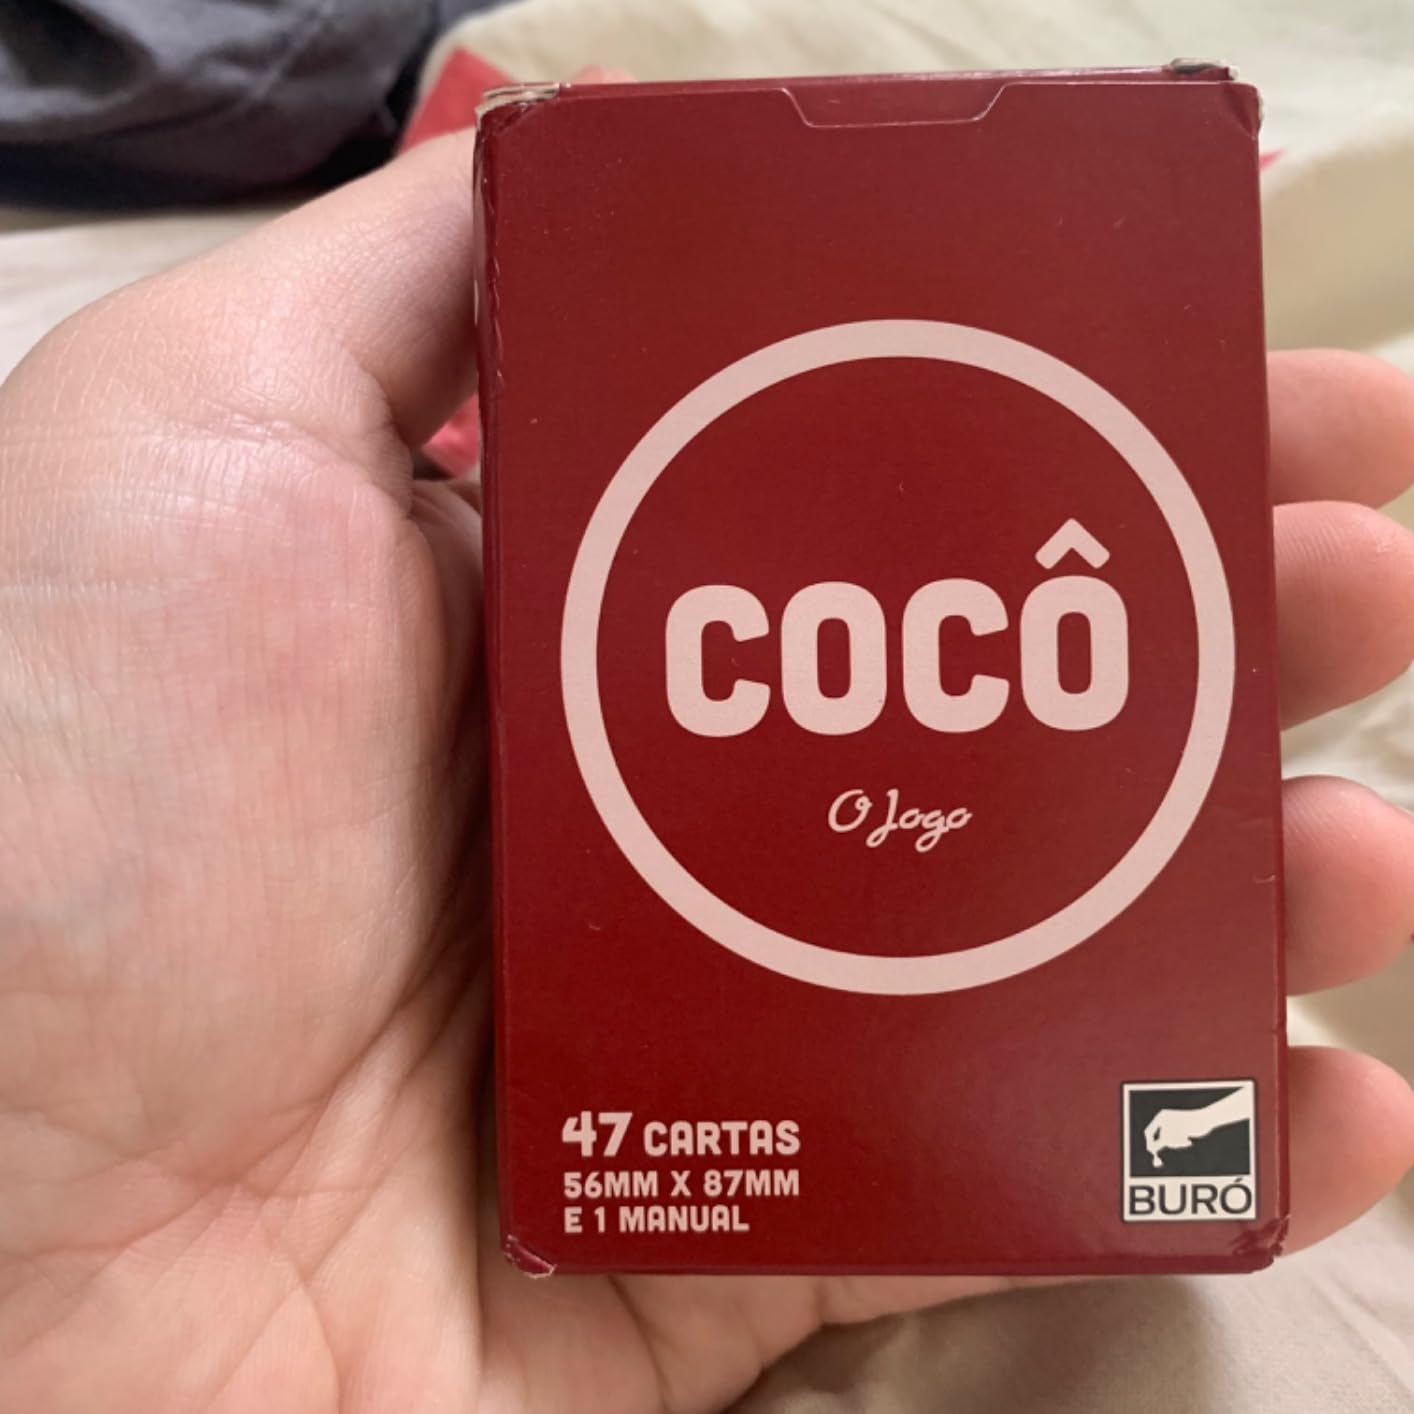 COCÔ
O Jogo
47 CARTAS
56MM X 87MM
E 1 MANUAL
BURÓ